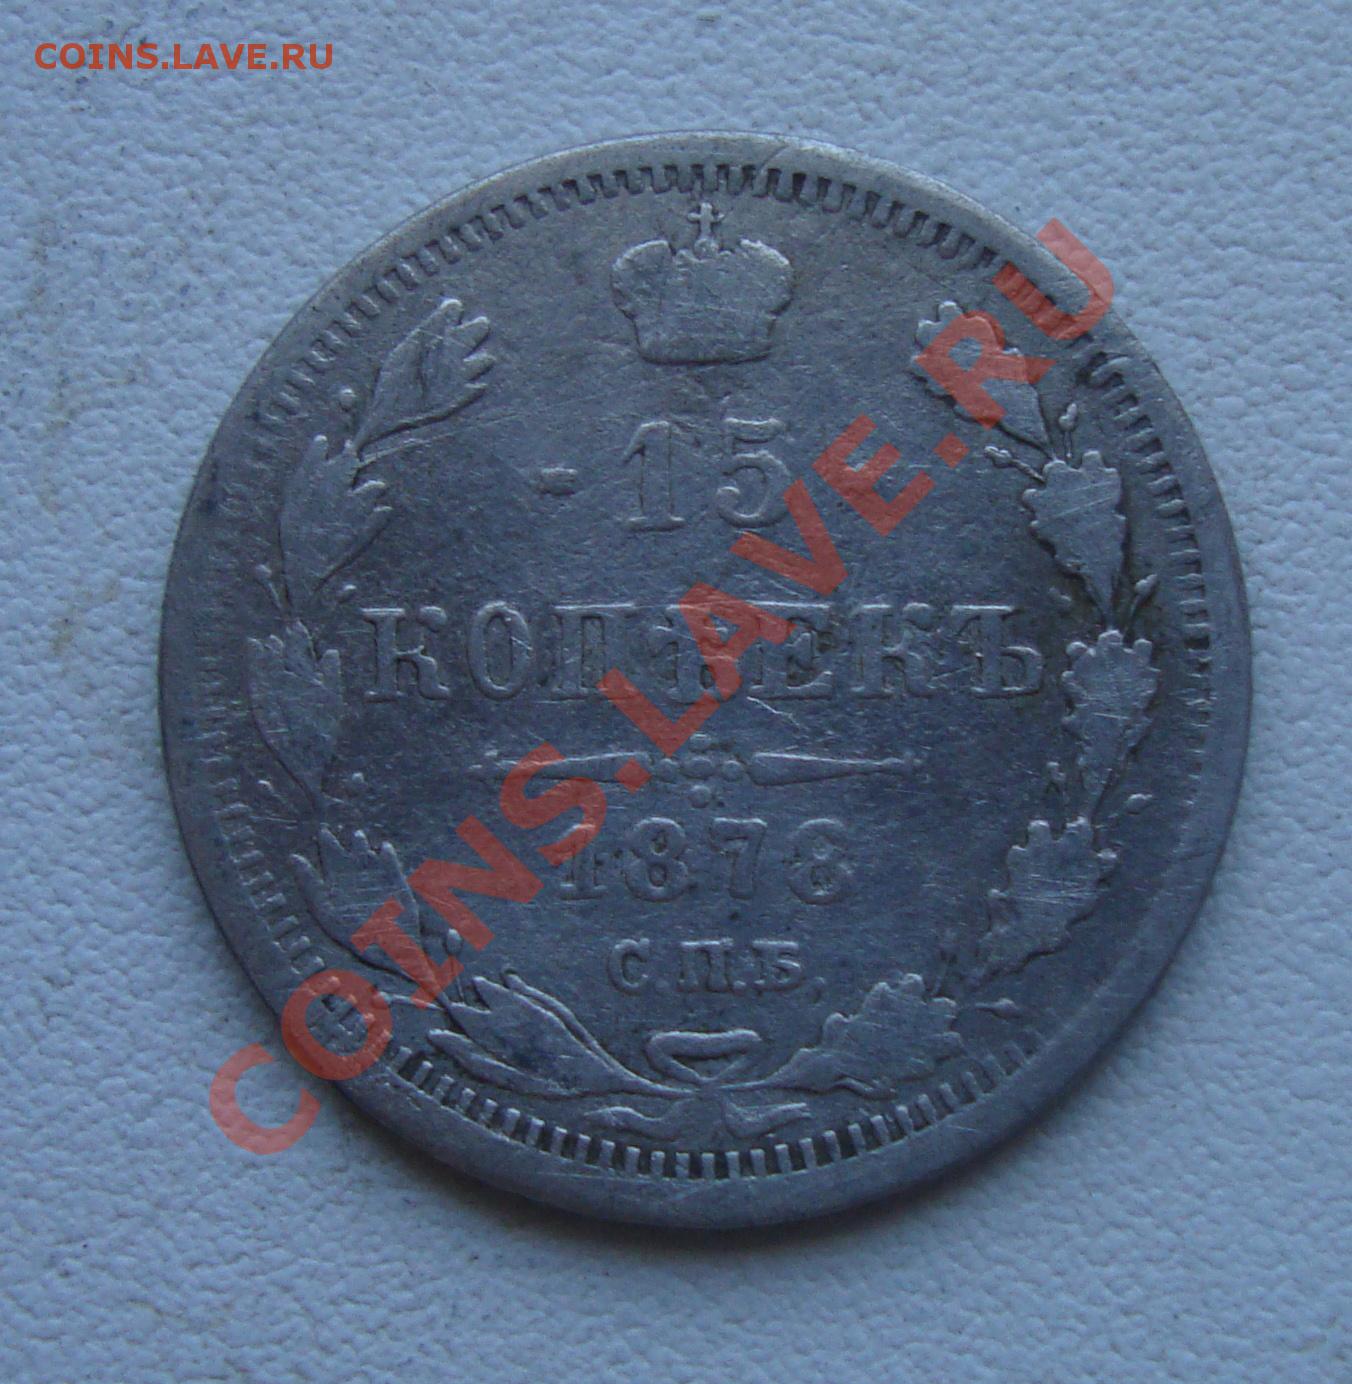 COINS.LAVE.RU
- 15
КОПѢЕКЪ
1878
С.П.Б.
COINS.LAVE.RU